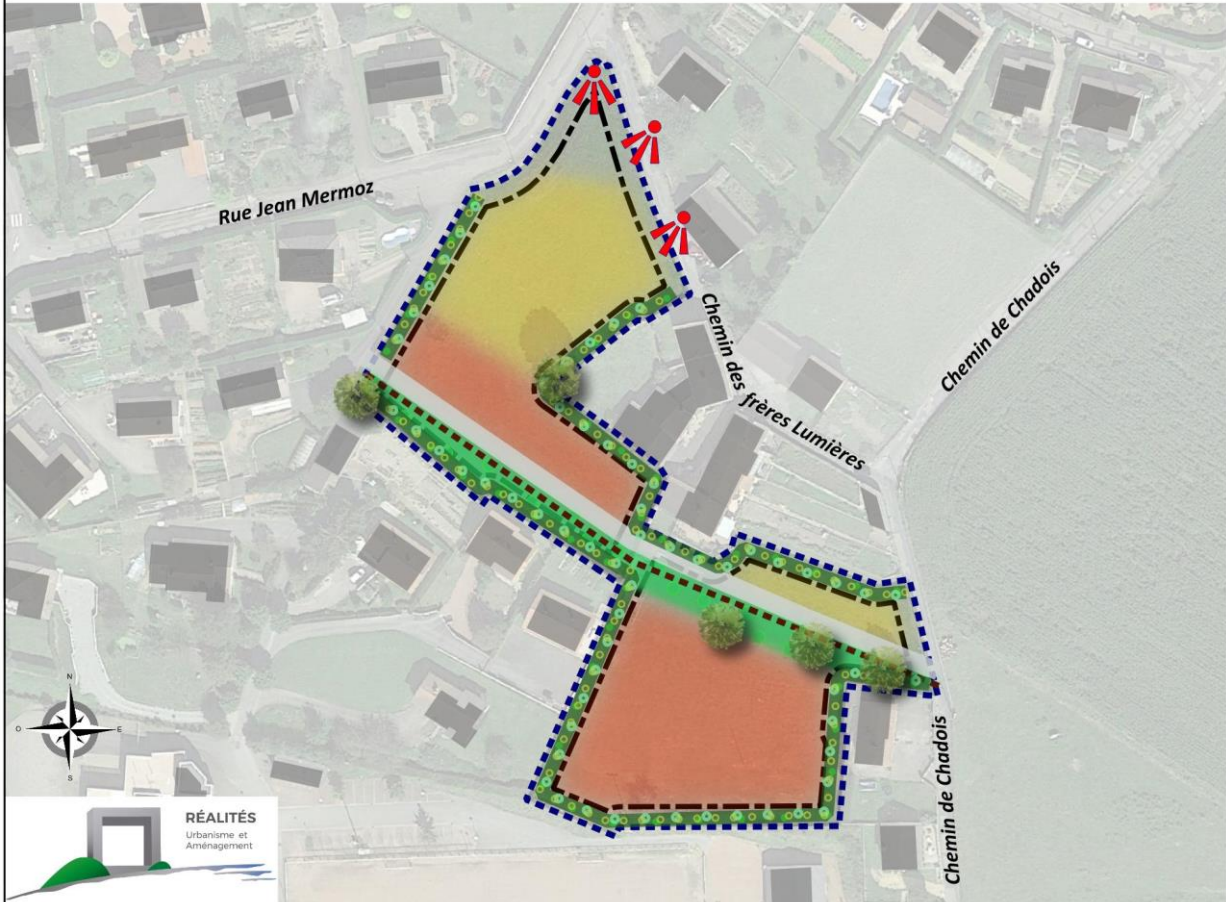 Rue Jean Mermoz
Chemin des frères Lumières
Chemin de Chadois
Chemin de Chadois
N
O
E
S
RÉALITÉS
Urbanisme et
Aménagement